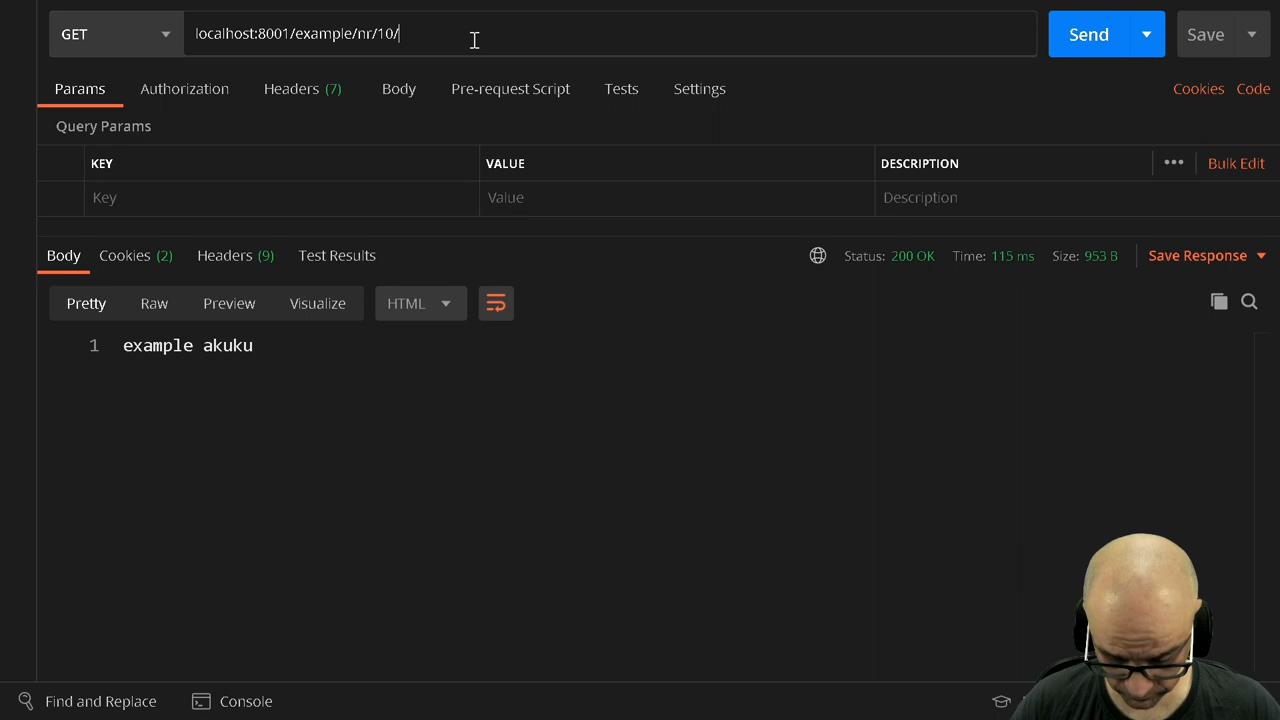 GET localhost:8001/example/nr/10/ Send Save
Params Authorization Headers (7) Body Pre-request Script Tests Settings Cookies Code
Query Params
KEY VALUE DESCRIPTION ••• Bulk Edit
Key Value Description
Body Cookies (2) Headers (9) Test Results Status: 200 OK Time: 115 ms Size: 953 B Save Response
Pretty Raw Preview Visualize HTML
1 example akuku
Find and Replace Console